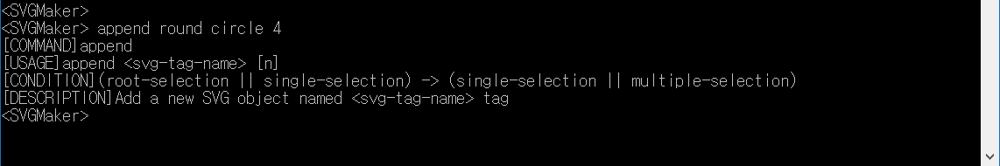 <SVGMaker>
<SVGMaker> append round circle 4
[COMMAND]append
[USAGE]append <svg-tag-name> [n]
[CONDITION](root-selection || single-selection) -> (single-selection || multiple-selection)
[DESCRIPTION]Add a new SVG object named <svg-tag-name> tag
<SVGMaker>